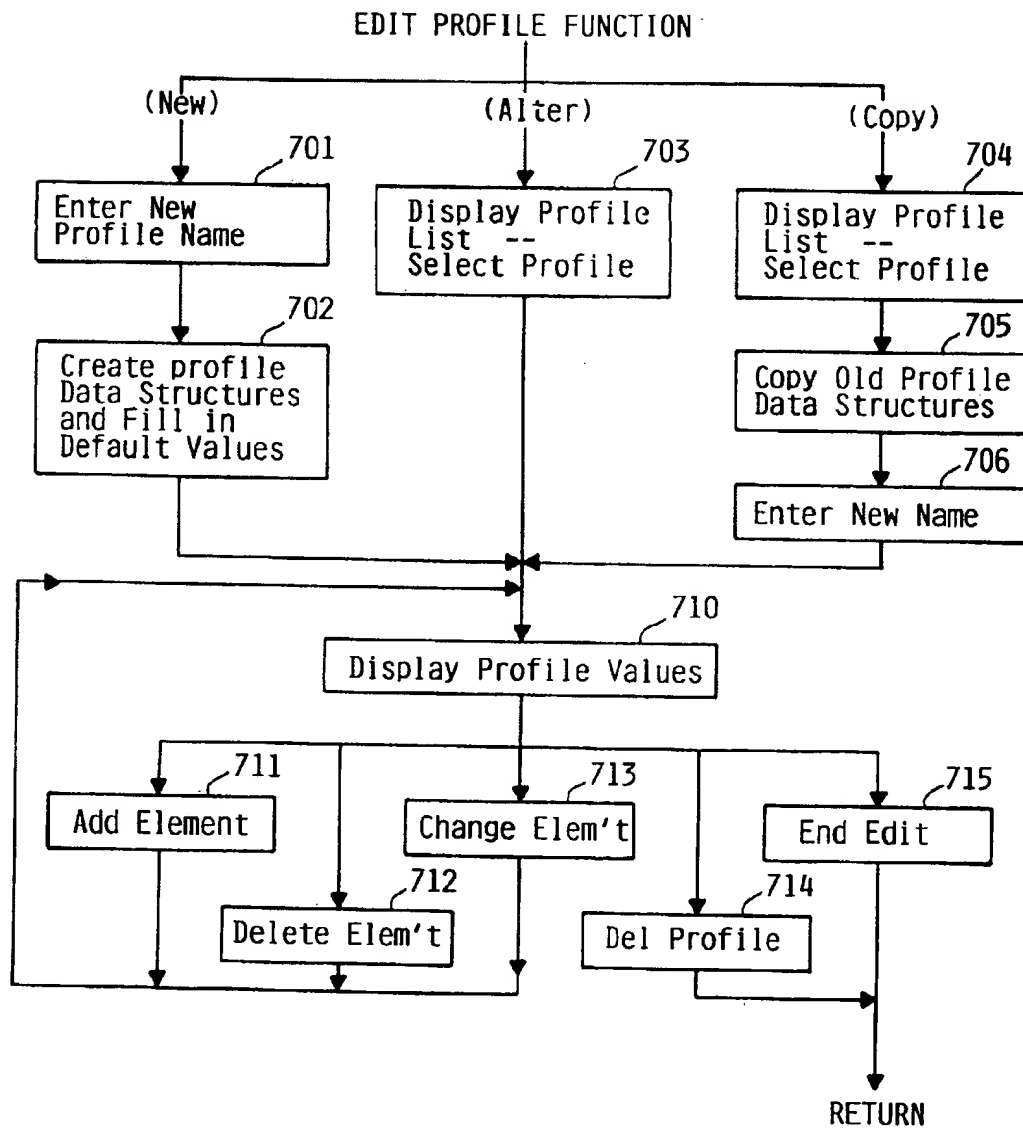 EDIT PROFILE FUNCTION
(New)
(Alter)
(Copy)
701
703
704
Enter New
Profile Name
Display Profile
List --
Select Profile
Display Profile
List --
Select Profile
702
705
Create profile
Data Structures
and Fill in
Default Values
Copy Old Profile
Data Structures
706
Enter New Name
710
Display Profile Values
711
713
715
Add Element
Change Elem't
End Edit
712
714
Delete Elem't
Del Profile
RETURN